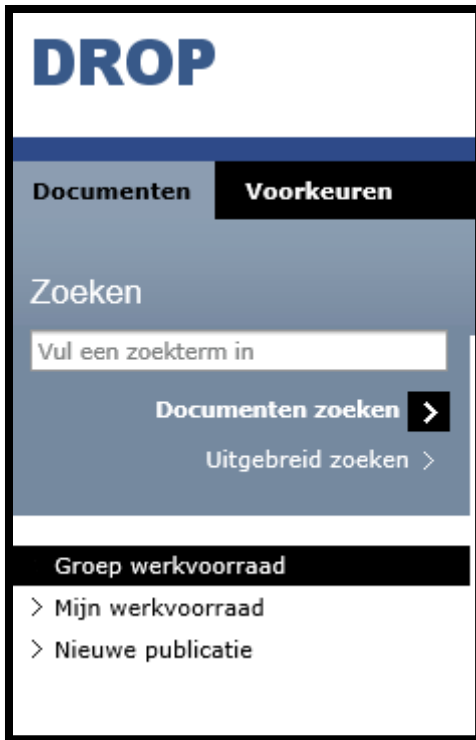 DROP
Documenten Voorkeuren
Zoeken
Vul een zoekterm in
Documenten zoeken >
Uitgebreid zoeken >
Groep werkvoorraad
> Mijn werkvoorraad
> Nieuwe publicatie